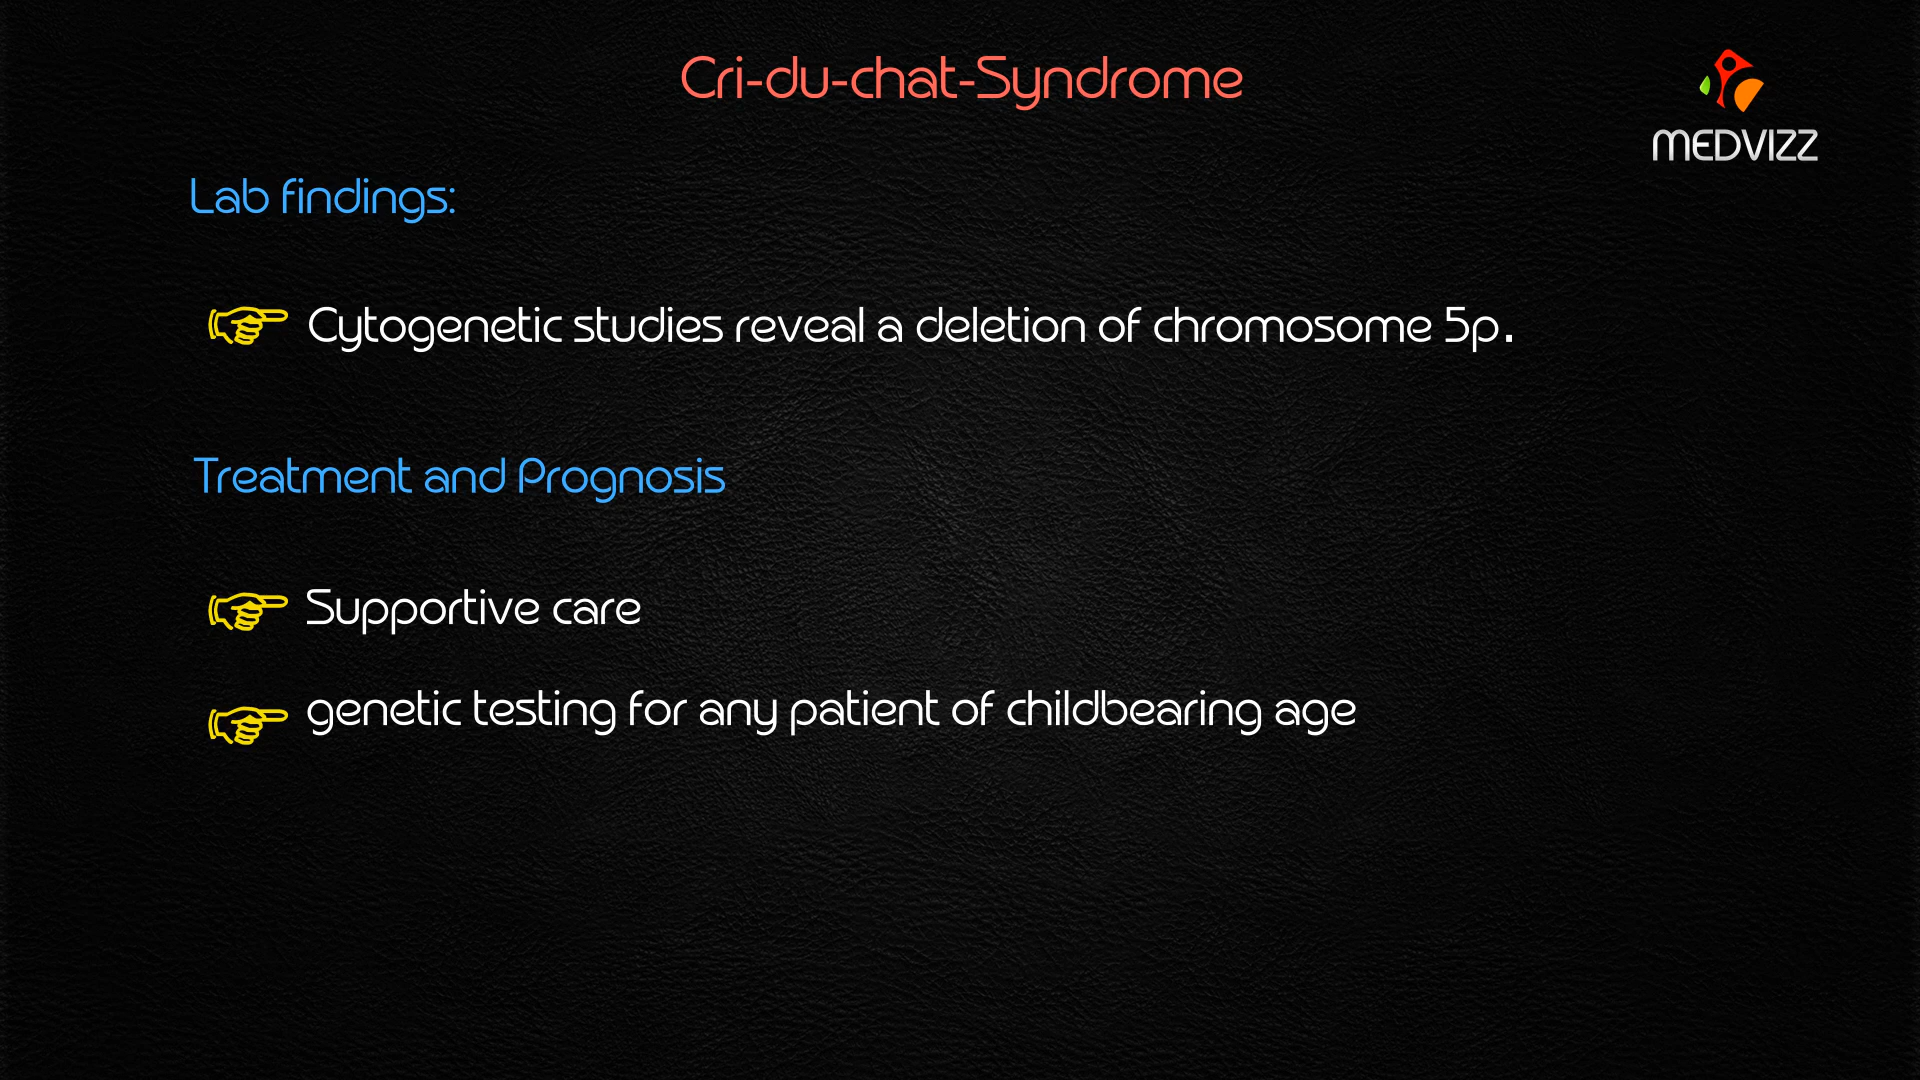 Cri-du-chat-Syndrome
MEDVIZZ
Lab findings:
Cytogenetic studies reveal a deletion of chromosome 5p.
Treatment and Prognosis
Supportive care
genetic testing for any patient of childbearing age